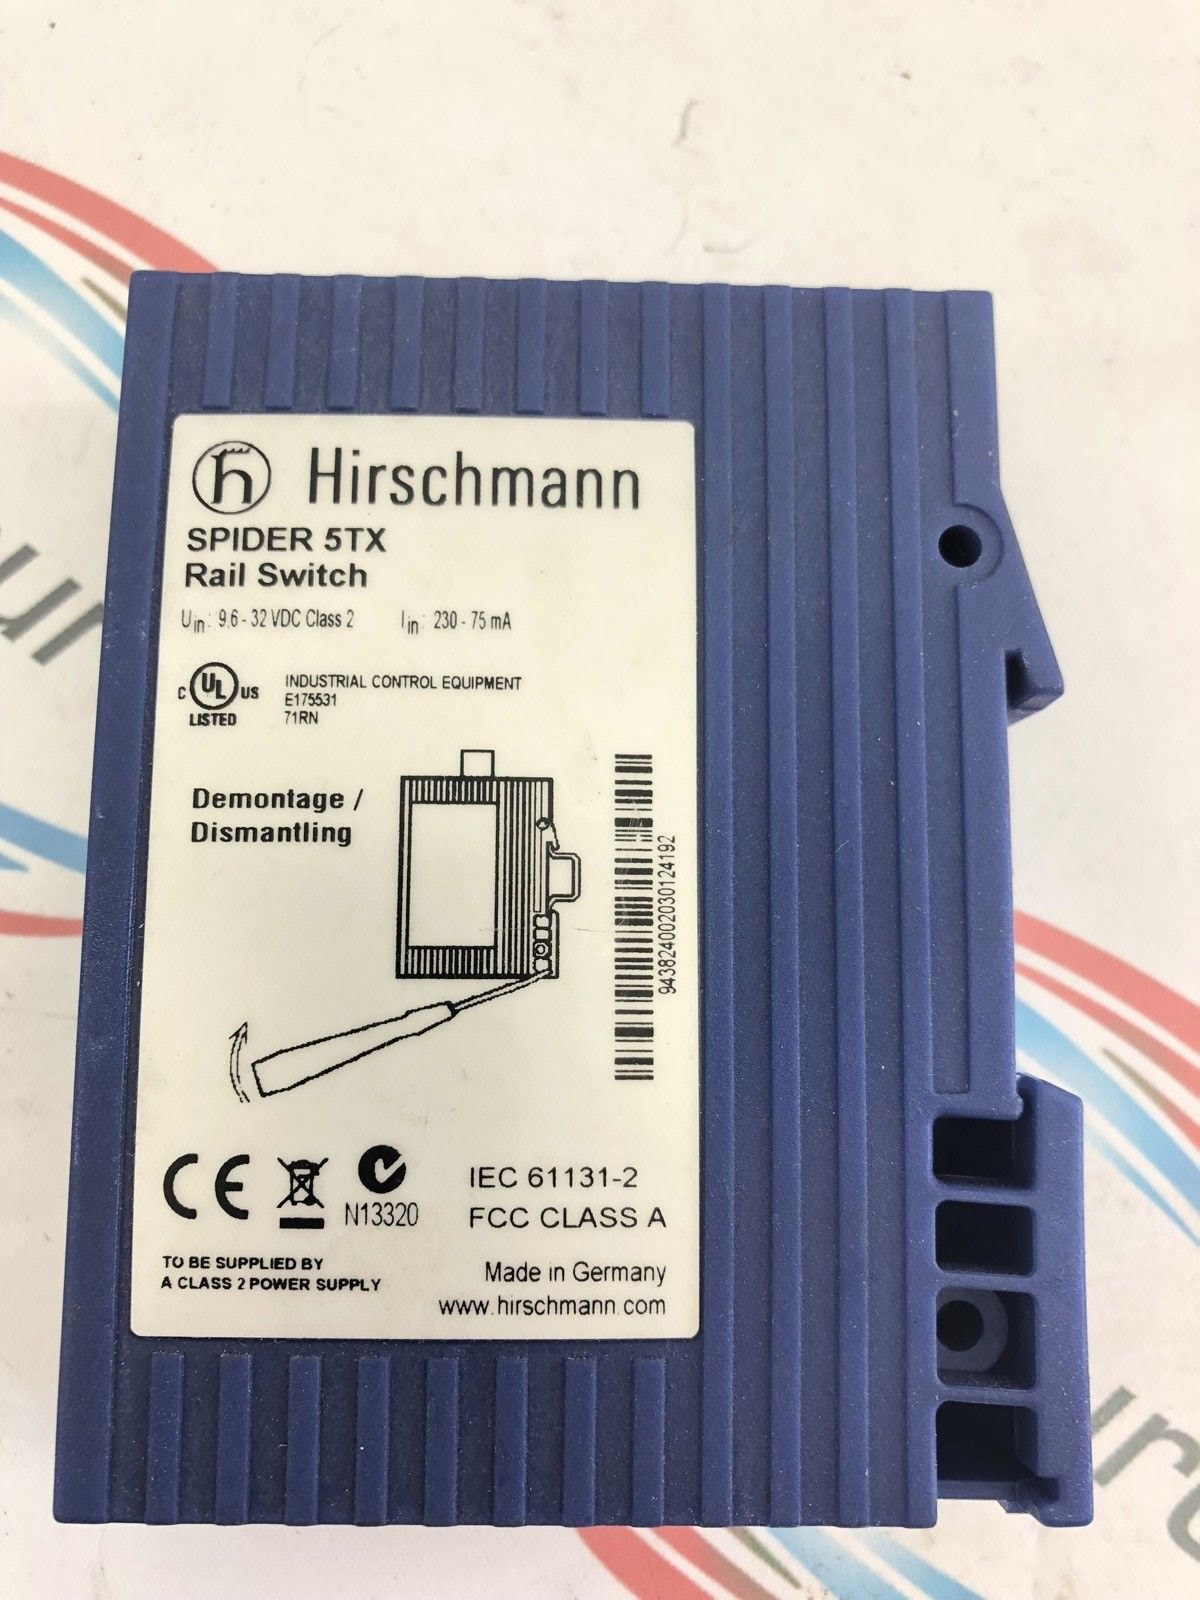 Hirschmann
SPIDER 5TX
Rail Switch
Uin: 9,6 - 32 VDC Class 2 Iin: 230 - 75 mA
C UL US
LISTED
INDUSTRIAL CONTROL EQUIPMENT
E175531
71RN
Demontage /
Dismantling
943824002030124192
CE
N13320
IEC 61131-2
FCC CLASS A
TO BE SUPPLIED BY
A CLASS 2 POWER SUPPLY
Made in Germany
www.hirschmann.com